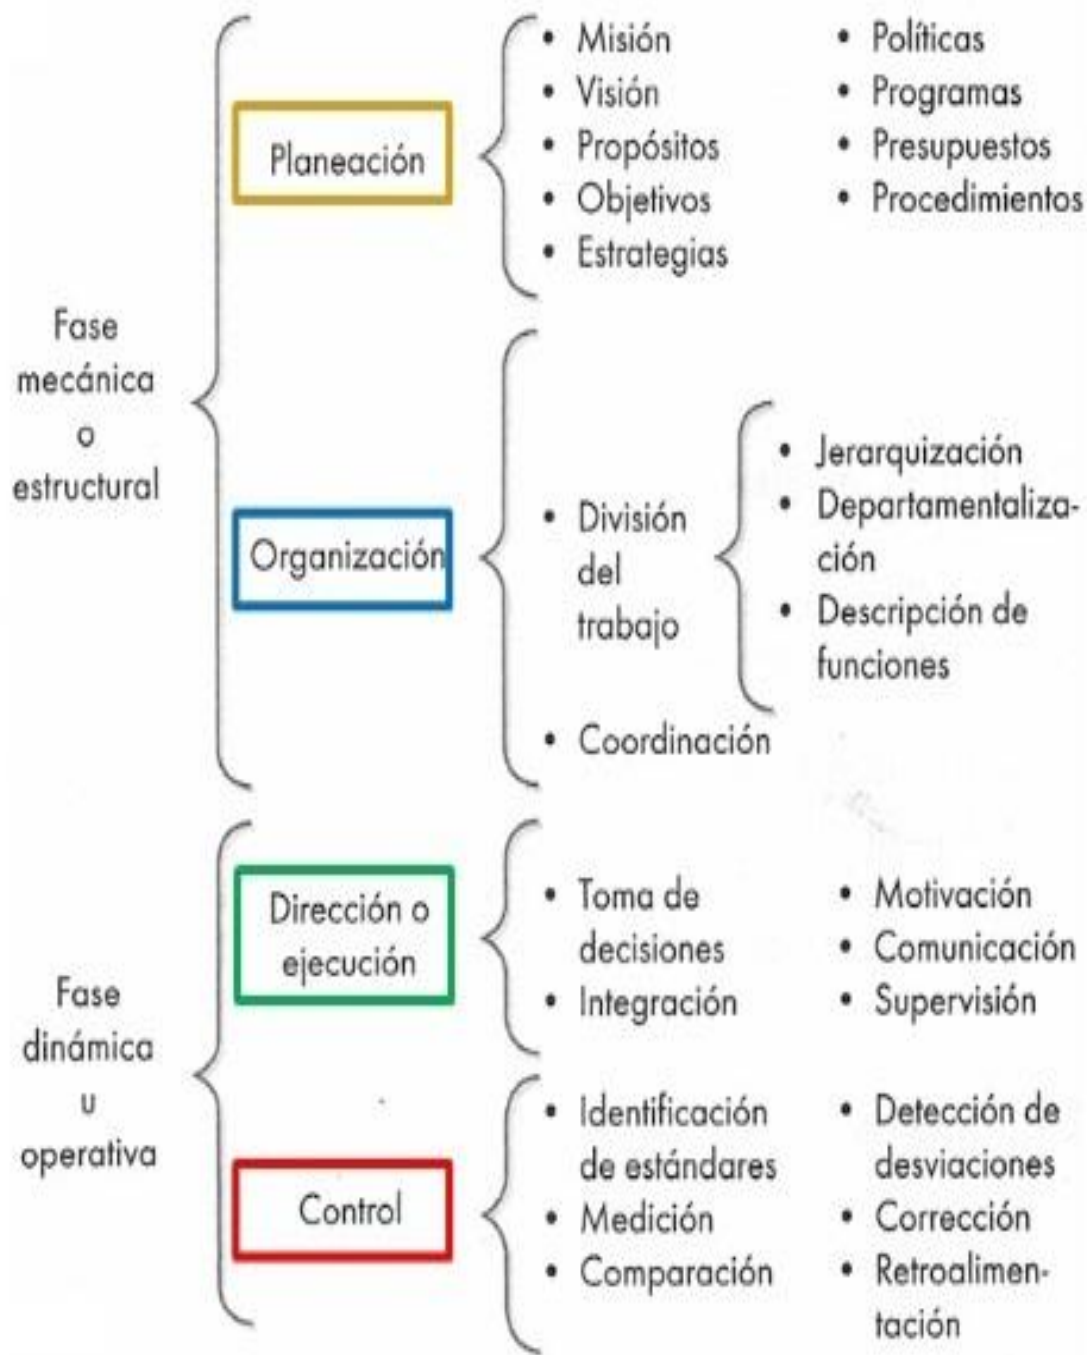 Fase
mecánica
o
estructural
Planeación
• Misión
• Visión
• Propósitos
• Objetivos
• Estrategias
• Políticas
• Programas
• Presupuestos
• Procedimientos
Organización
• División
del
trabajo
• Jerarquización
• Departamentaliza-
ción
• Descripción de
funciones
• Coordinación
Fase
dinámica
u
operativa
Dirección o
ejecución
• Toma de
decisiones
• Integración
• Motivación
• Comunicación
• Supervisión
Control
• Identificación
de estándares
• Medición
• Comparación
• Detección de
desviaciones
• Corrección
• Retroalimen-
tación